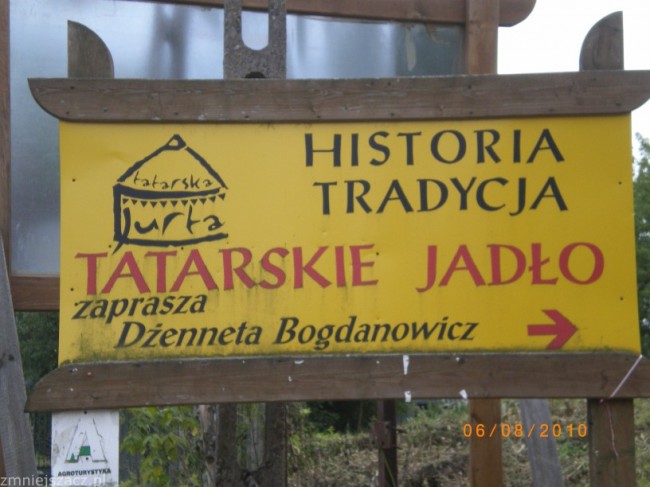 tatarska
Jurta
HISTORIA
TRADYCJA
TATARSKIE JADŁO
zaprasza
Dżenneta Bogdanowicz
AGROTURYSTYKA
06/08/2010
zmniejszacz.pl